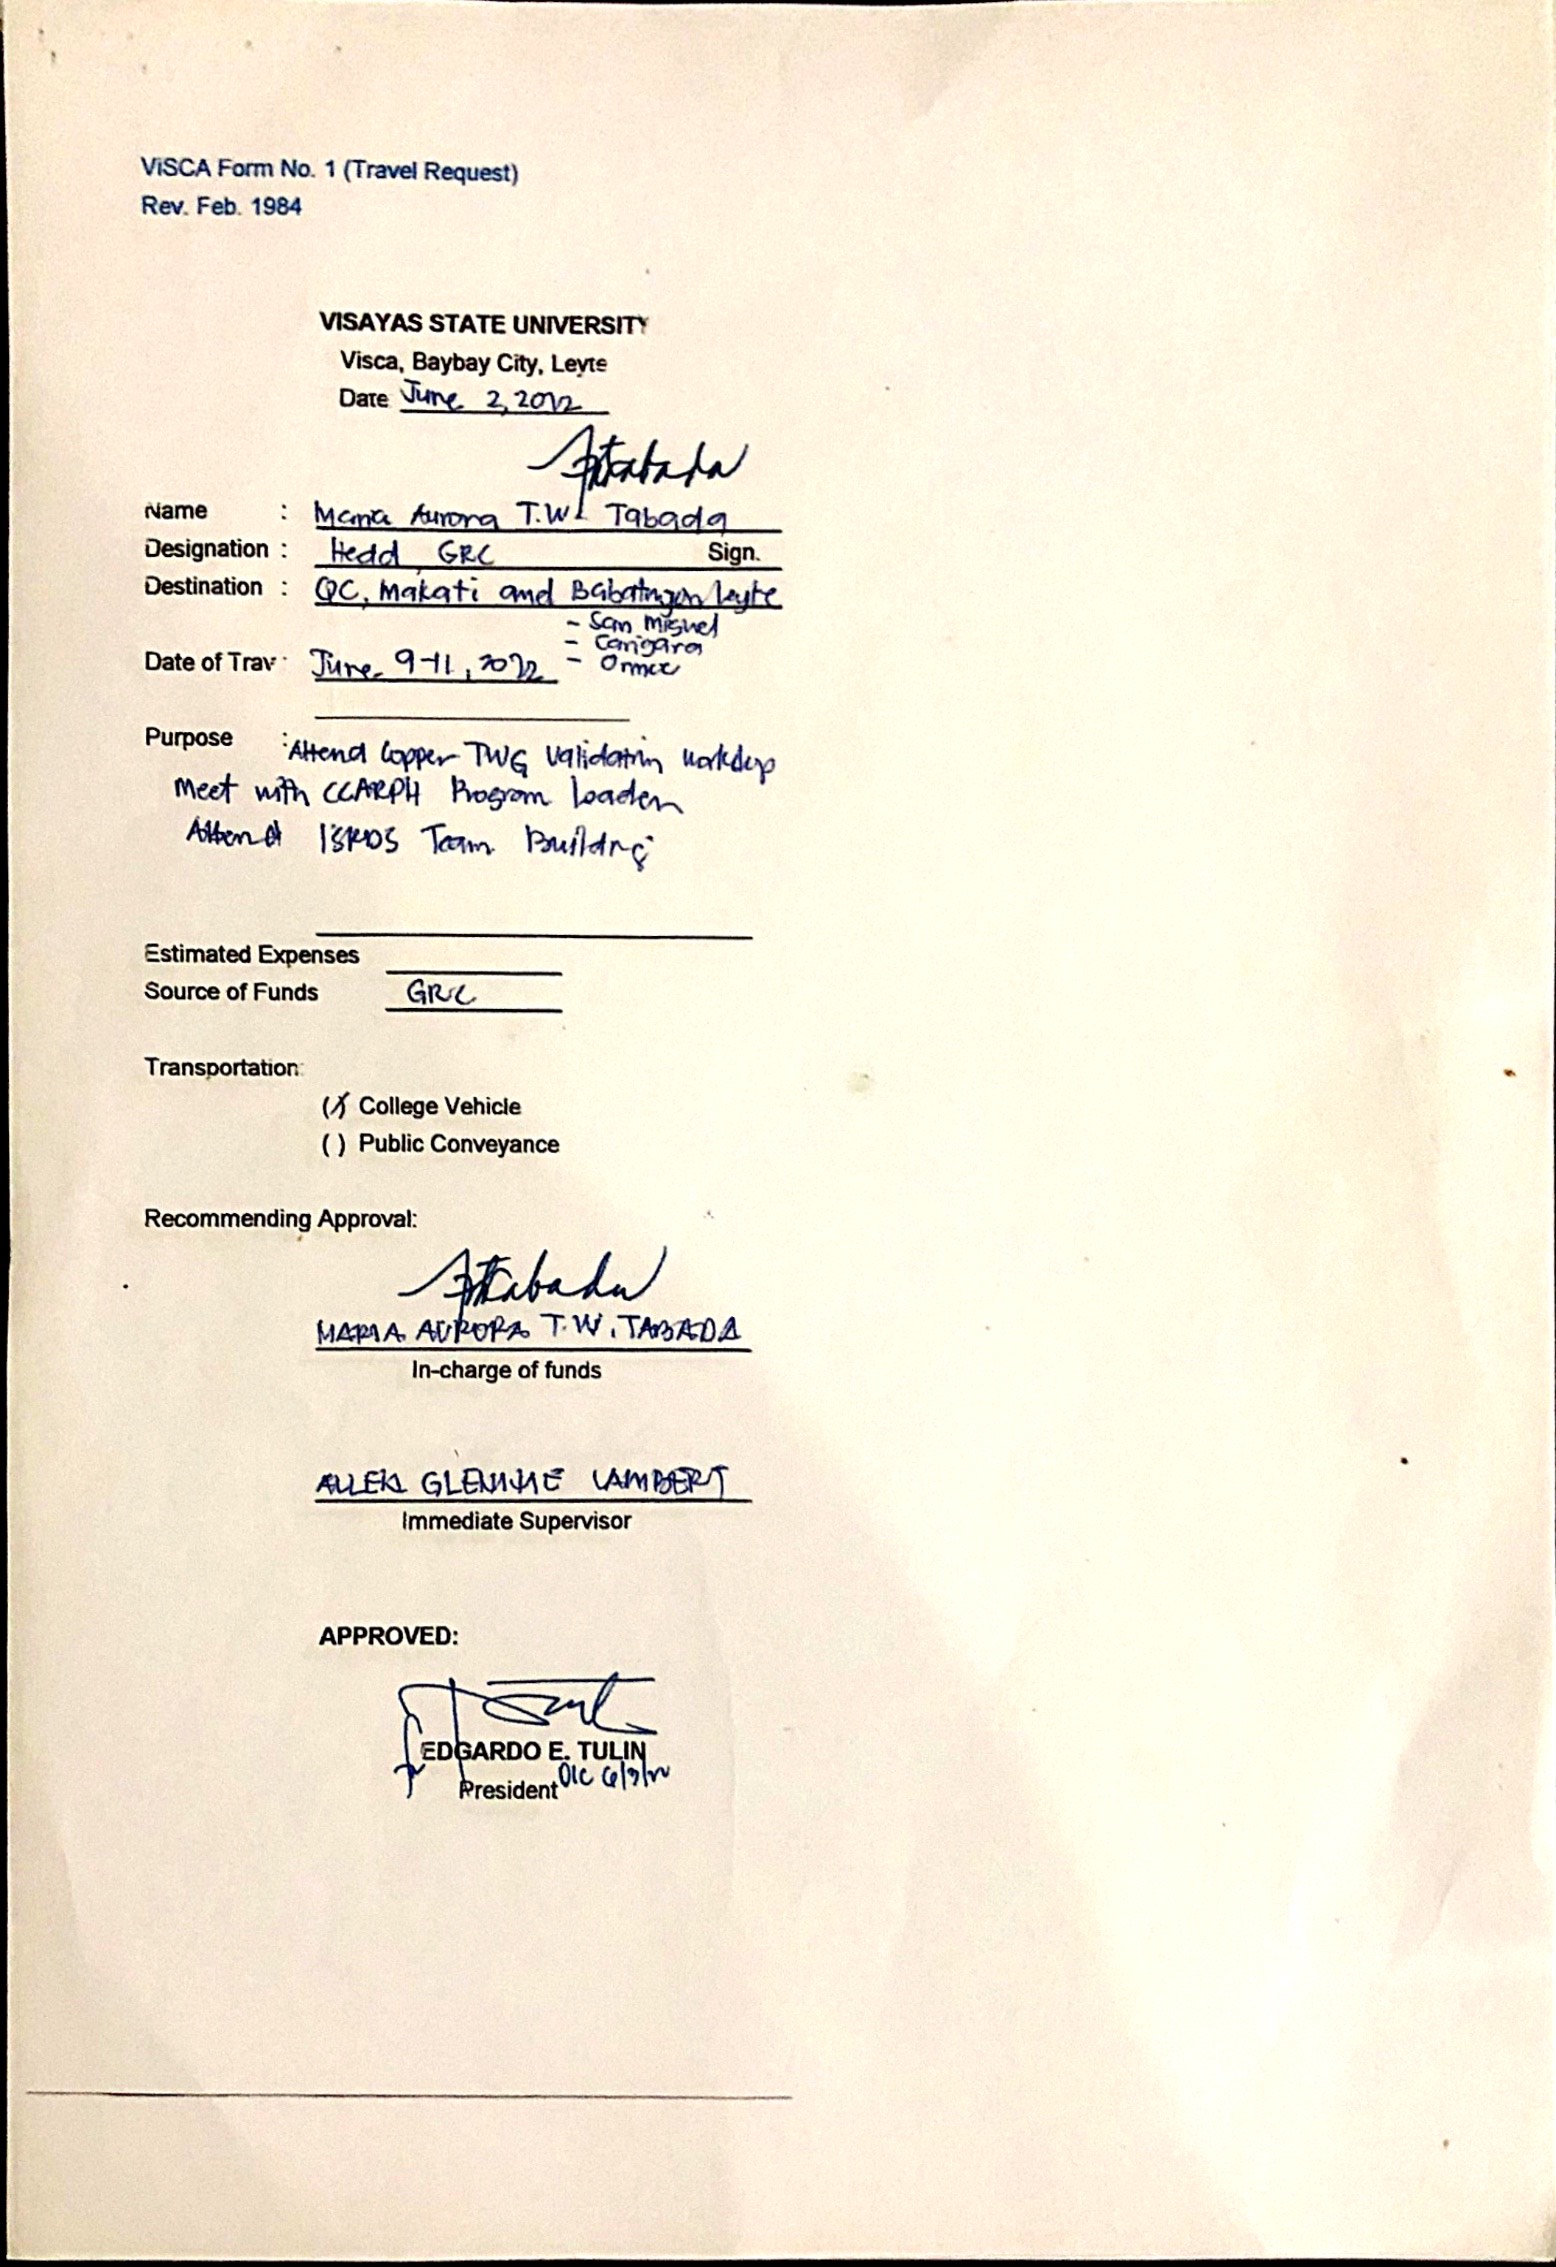 ViSCA Form No. 1 (Travel Request)
Rev. Feb. 1984
VISAYAS STATE UNIVERSITY
Visca, Baybay City, Leyte
Date June 2, 2022
Name : Maria Aurora T.W. Tabada
Designation : Head GRC Sign.
Destination : QC, Makati and Babatngon Leyte
- San Miguel
- Carigara
Date of Trav : June 9-11, 2022 - Ormoc
Purpose : Attend Copper TWG Validation Workshop
Meet with CCARPH Program Leaders
Attend ISRDS Team Building
Estimated Expenses
Source of Funds GRC
Transportation
(X) College Vehicle
( ) Public Conveyance
Recommending Approval:
MARIA AURORA T.W. TABADA
In-charge of funds
ALLEN GLENNIE LAMBERT
Immediate Supervisor
APPROVED:
EDGARDO E. TULIN
President OIC